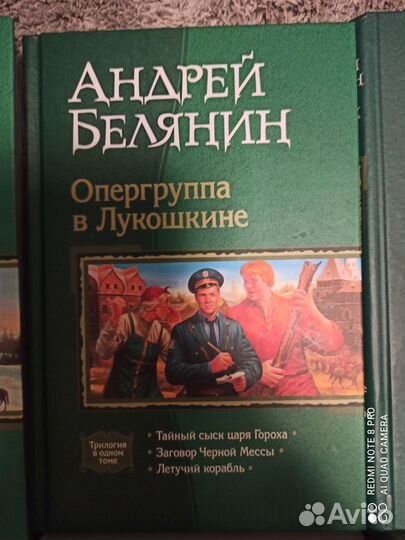 АНДРЕЙ
БЕЛЯНИН
Опергруппа
в Лукошкине
Трилогия
в одном
томе
• Тайный сыск царя Гороха •
• Заговор Черной Мессы •
• Летучий корабль •
REDMI NOTE 8 PRO
AI QUAD CAMERA
Avito